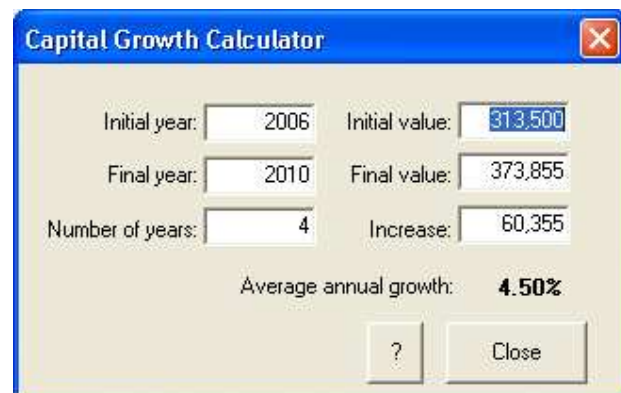 Capital Growth Calculator
Initial year: 2006 Initial value: 313,500
Final year: 2010 Final value: 373,855
Number of years: 4 Increase: 60,355
Average annual growth: 4.50%
? Close